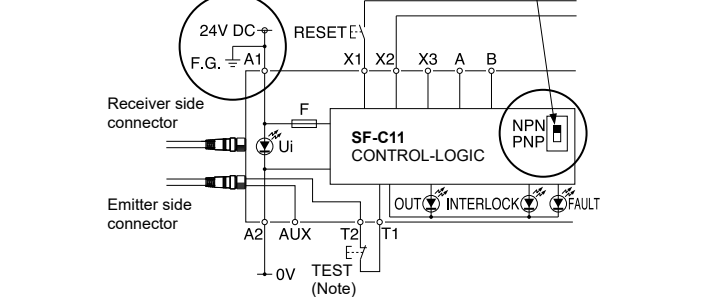 24V DC
RESET
F.G.
A1
X1
X2
X3
A
B
Receiver side
connector
F
SF-C11
CONTROL-LOGIC
NPN
PNP
Ui
OUT
INTERLOCK
FAULT
Emitter side
connector
A2
AUX
T2
T1
0V
TEST
(Note)